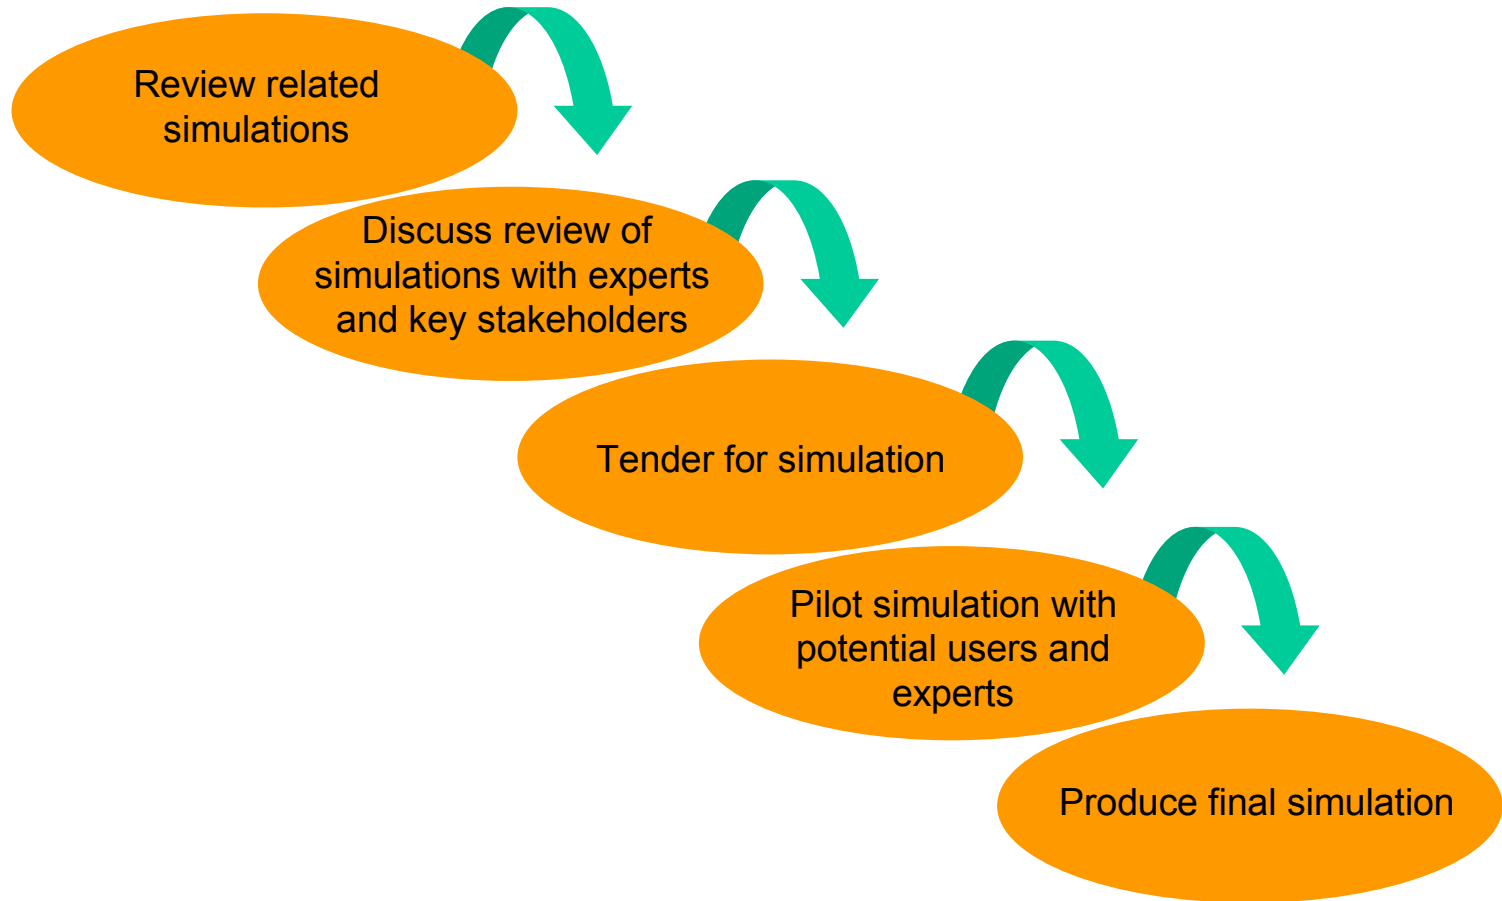 Review related
simulations
Discuss review of
simulations with experts
and key stakeholders
Tender for simulation
Pilot simulation with
potential users and
experts
Produce final simulation